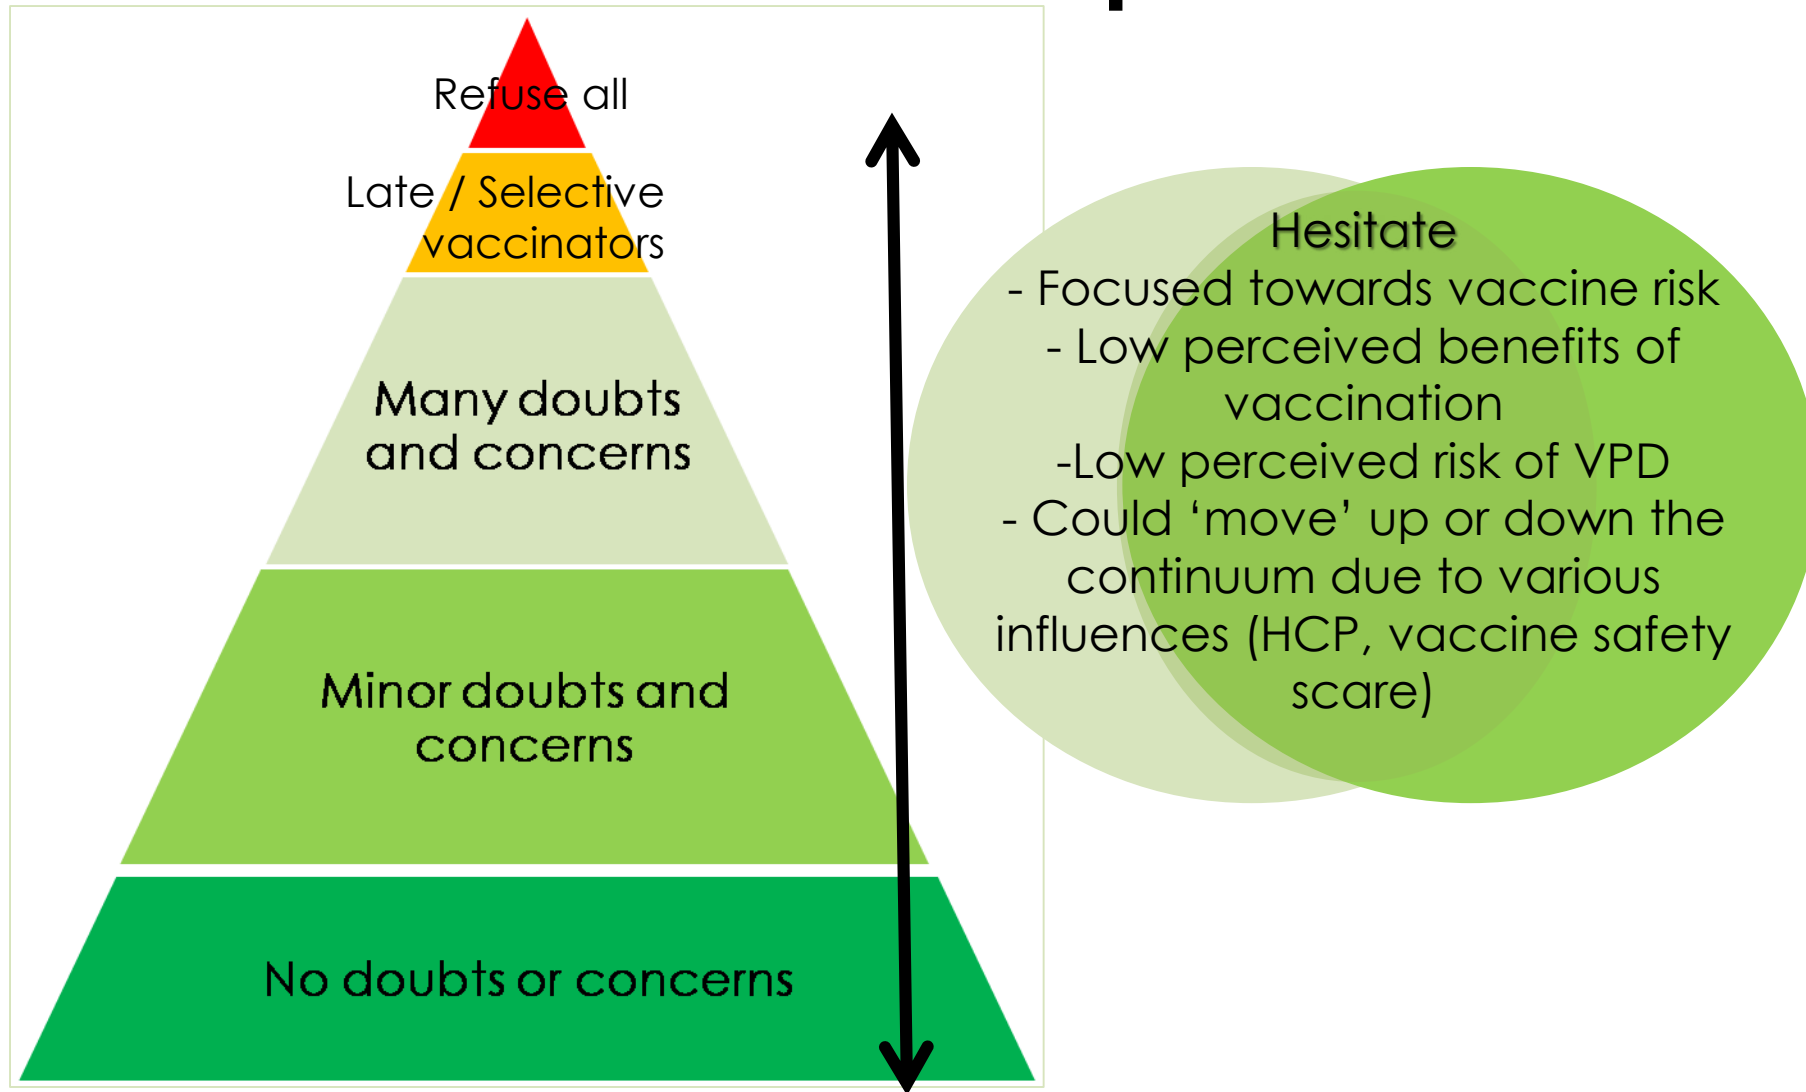 Refuse all
Late / Selective
vaccinators
Many doubts
and concerns
Minor doubts and
concerns
No doubts or concerns
Hesitate
- Focused towards vaccine risk
- Low perceived benefits of
vaccination
-Low perceived risk of VPD
- Could ‘move’ up or down the
continuum due to various
influences (HCP, vaccine safety
scare)